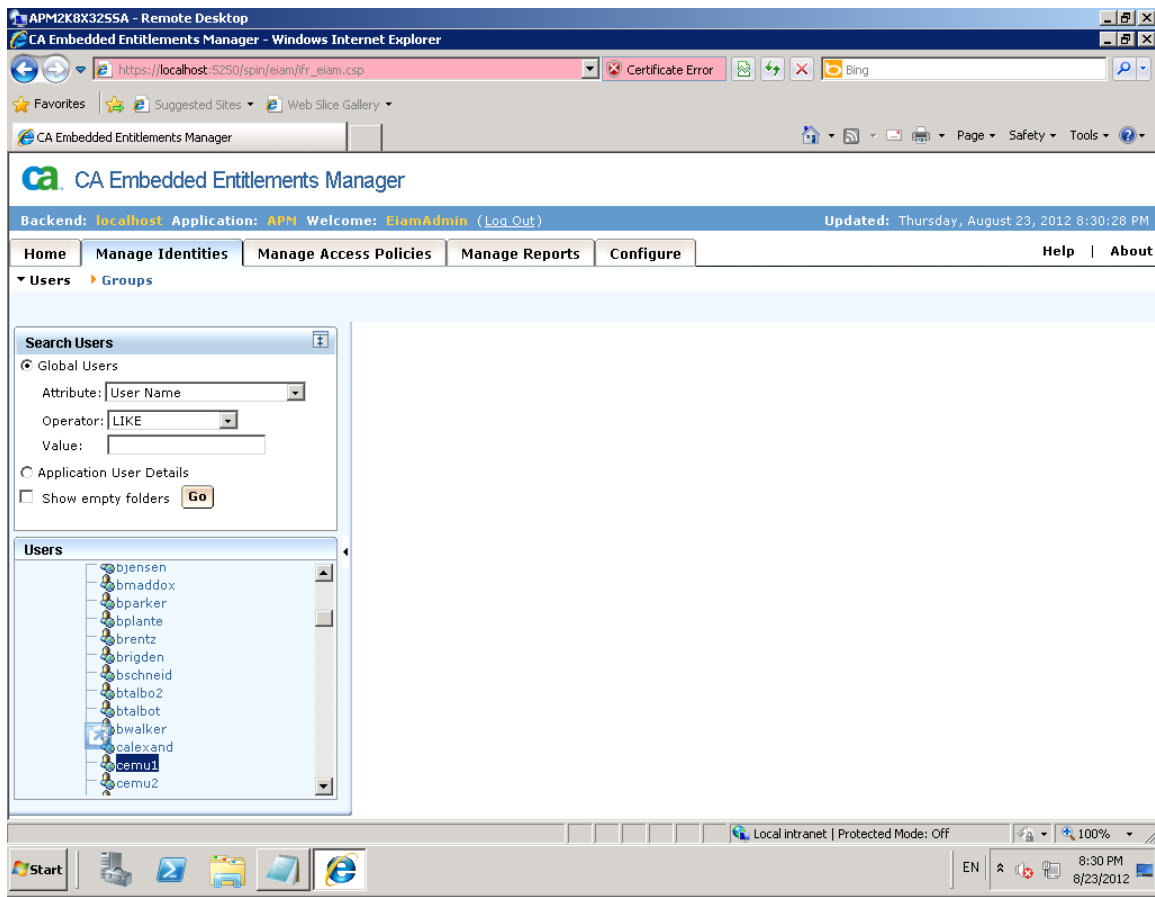 APM2K8X32S5A - Remote Desktop
CA Embedded Entitlements Manager - Windows Internet Explorer
https://localhost:5250/spin/eiam/ifr_eiam.csp
Certificate Error
Bing
Favorites
Suggested Sites
Web Slice Gallery
CA Embedded Entitlements Manager
Page
Safety
Tools
ca
CA Embedded Entitlements Manager
Backend: localhost Application: APM Welcome: EiamAdmin (Log Out)
Updated: Thursday, August 23, 2012 8:30:28 PM
Home
Manage Identities
Manage Access Policies
Manage Reports
Configure
Help | About
Users
Groups
Search Users
Global Users
Attribute: User Name
Operator: LIKE
Value:
Application User Details
Show empty folders Go
Users
bjensen
bmaddox
bparker
bplante
brentz
brigden
bschneid
btalbo2
btalbot
bwalker
calexand
cemu1
cemu2
Local intranet | Protected Mode: Off
100%
Start
EN
8:30 PM
8/23/2012